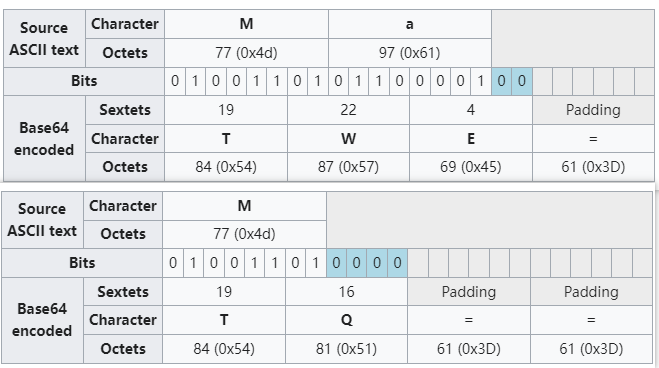 Source ASCII text Character M a
Octets 77 (0x4d) 97 (0x61)
Bits 0 1 0 0 1 1 0 1 0 1 1 0 0 0 0 1 0 0
Base64 encoded Sextets 19 22 4 Padding
Character T W E =
Octets 84 (0x54) 87 (0x57) 69 (0x45) 61 (0x3D)
Source ASCII text Character M
Octets 77 (0x4d)
Bits 0 1 0 0 1 1 0 1 0 0 0 0
Base64 encoded Sextets 19 16 Padding Padding
Character T Q = =
Octets 84 (0x54) 81 (0x51) 61 (0x3D) 61 (0x3D)